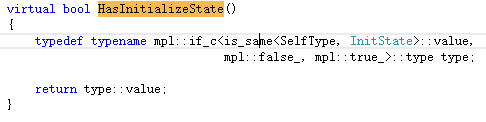 virtual bool HasInitializeState()
{
typedef typename mpl::if_c<is_same<SelfType, InitState>::value,
mpl::false_, mpl::true_>::type type;
return type::value;
}